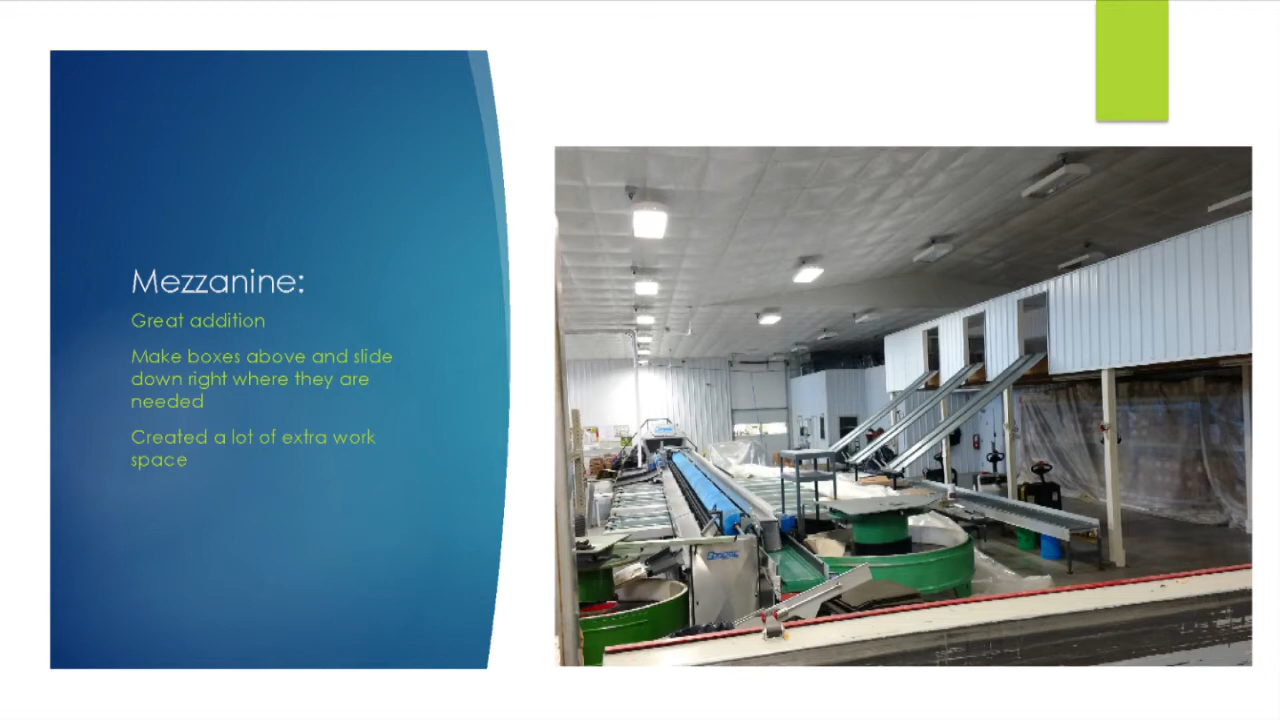 Mezzanine:
Great addition
Make boxes above and slide
down right where they are
needed
Created a lot of extra work
space